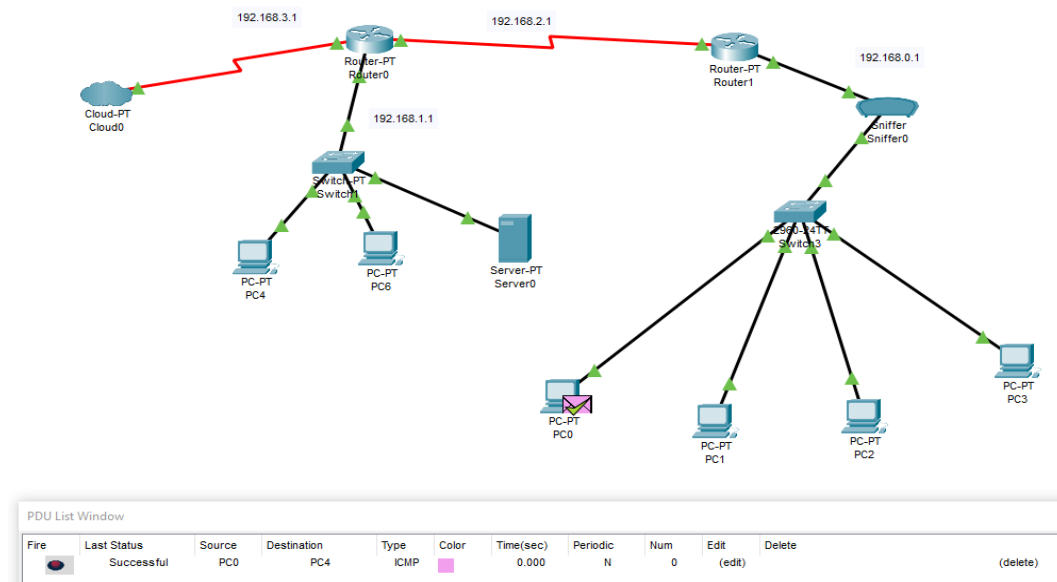 192.168.3.1
192.168.2.1
192.168.0.1
192.168.1.1
Router-PT
Router0
Router-PT
Router1
Cloud-PT
Cloud0
Sniffer
Sniffer0
Switch-PT
Switch1
2960-24TT
Switch3
PC-PT
PC4
PC-PT
PC6
Server-PT
Server0
PC-PT
PC0
PC-PT
PC1
PC-PT
PC2
PC-PT
PC3
PDU List Window
Fire Last Status Source Destination Type Color Time(sec) Periodic Num Edit Delete
Successful PC0 PC4 ICMP 0.000 N 0 (edit) (delete)